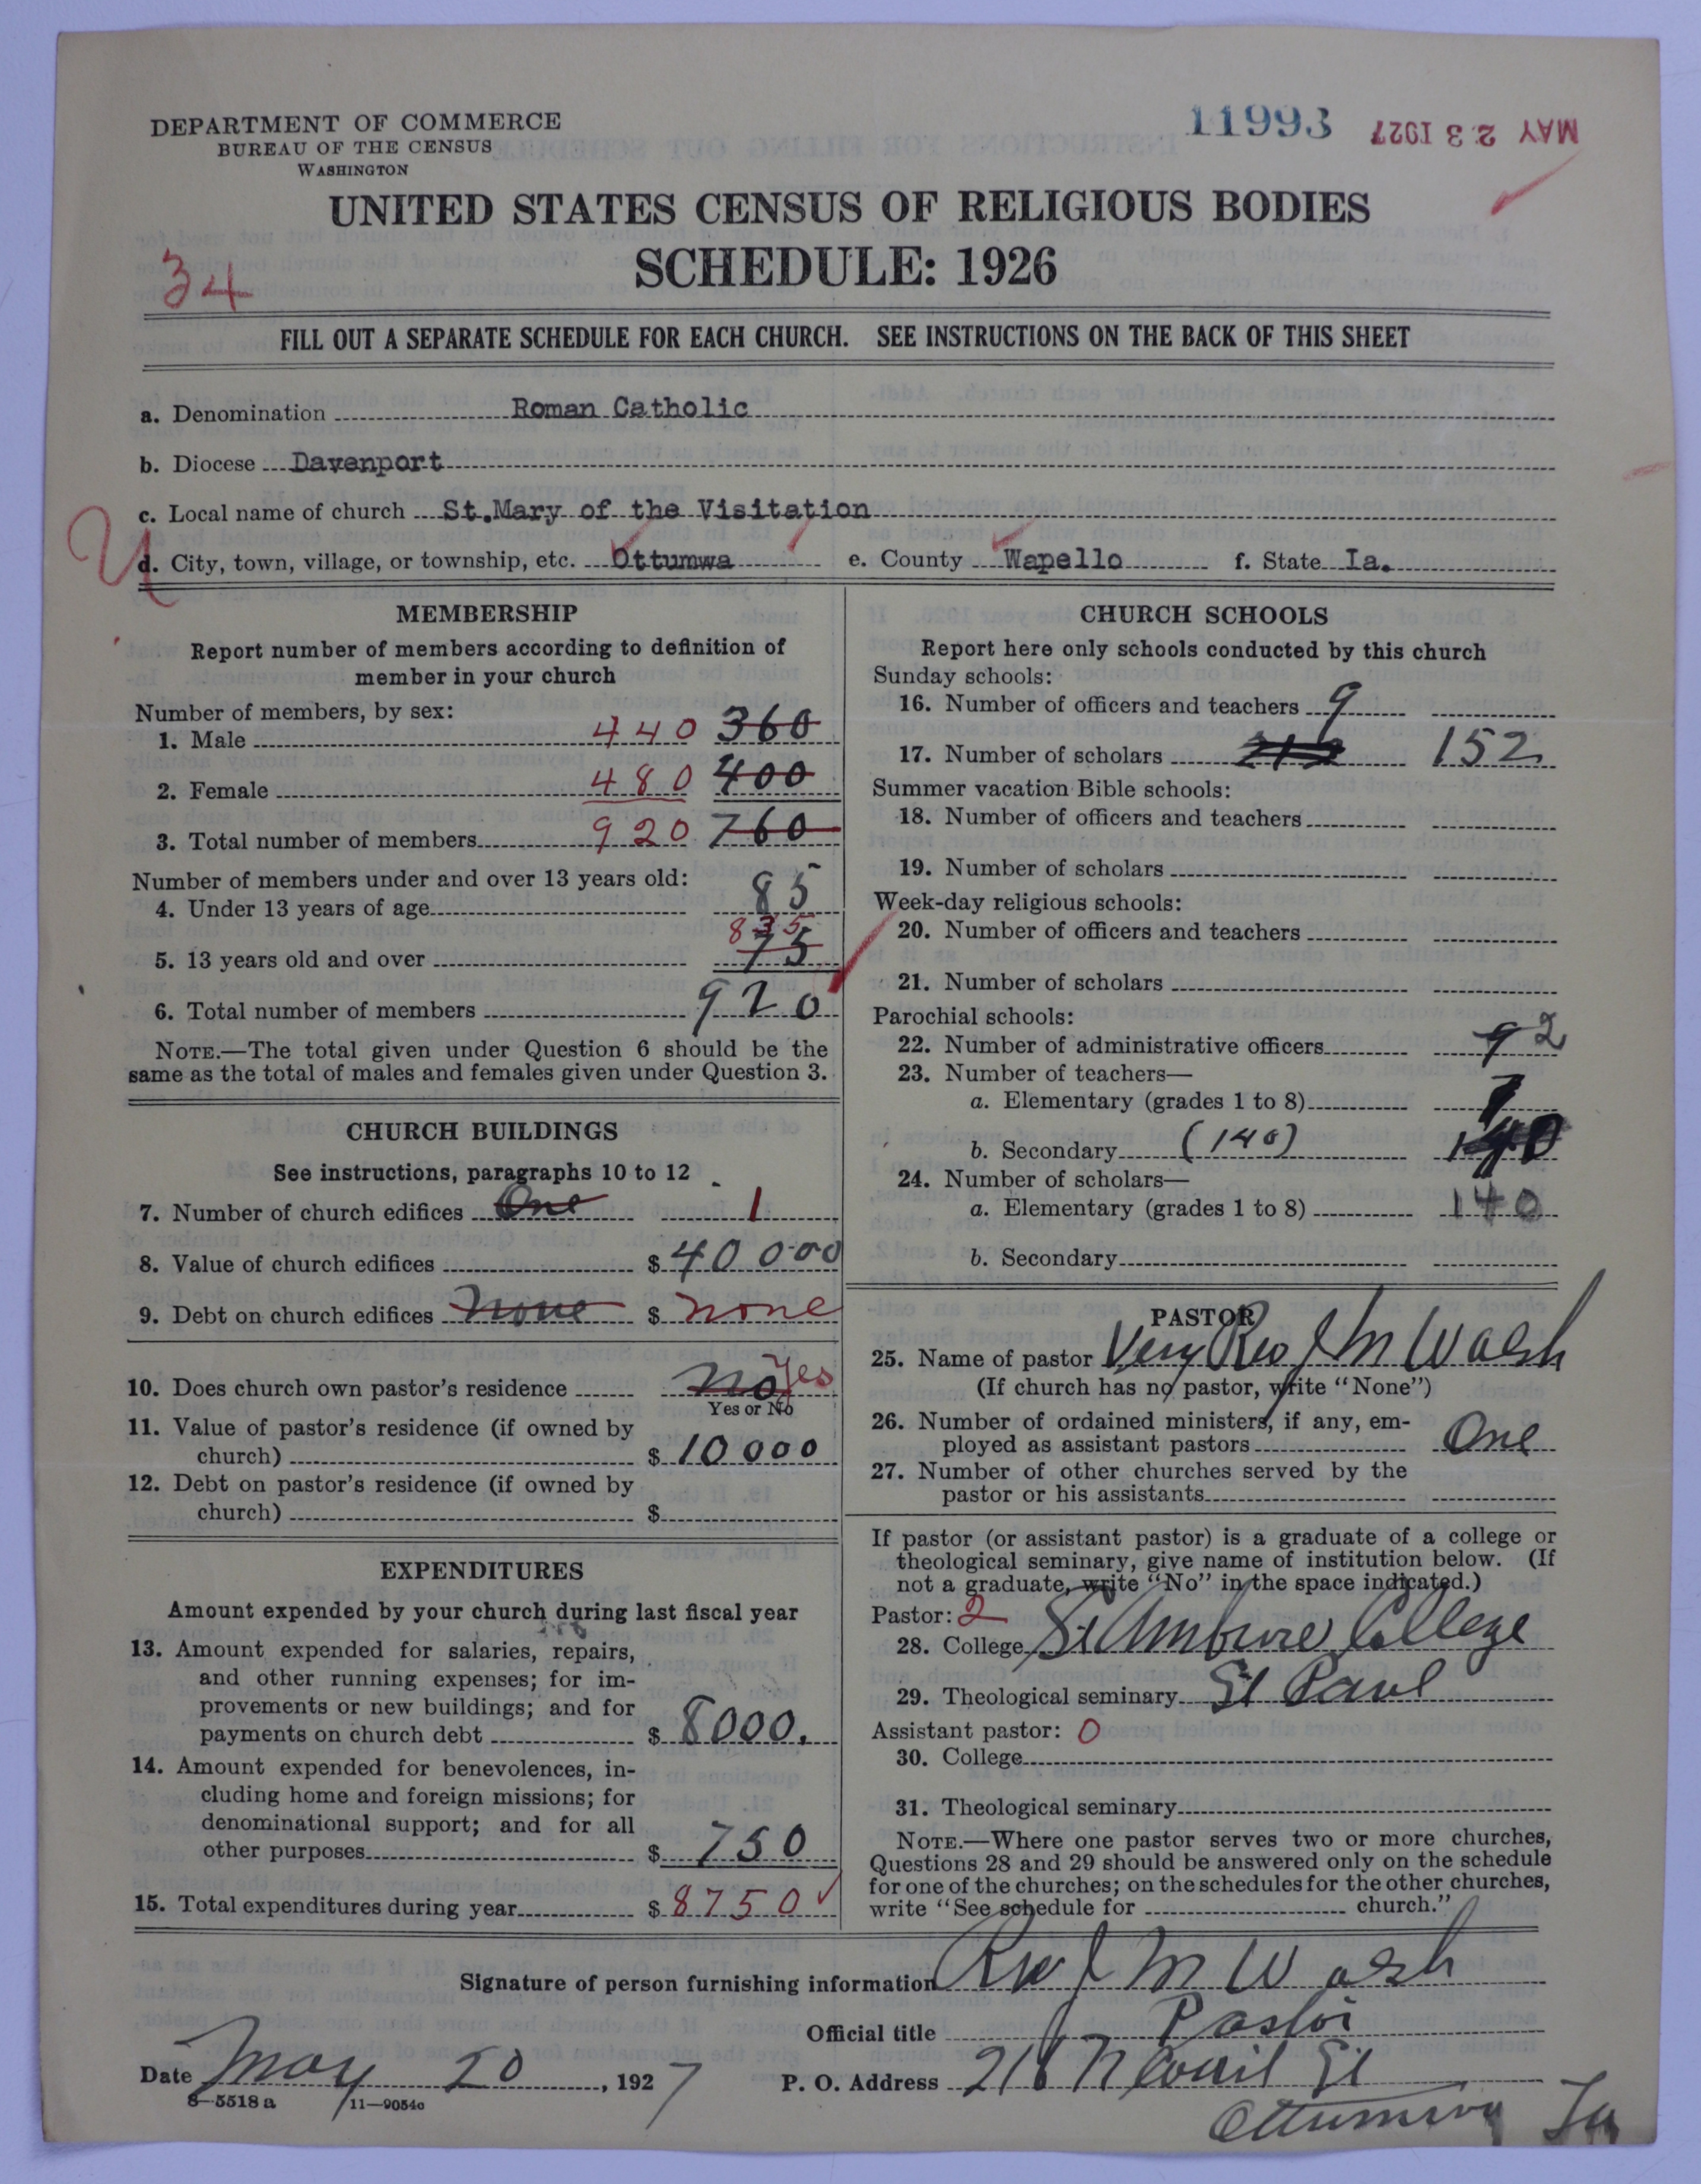 DEPARTMENT OF COMMERCE
BUREAU OF THE CENSUS
WASHINGTON
11993
MAY 23 1927
UNITED STATES CENSUS OF RELIGIOUS BODIES
SCHEDULE: 1926
34
FILL OUT A SEPARATE SCHEDULE FOR EACH CHURCH. SEE INSTRUCTIONS ON THE BACK OF THIS SHEET
a. Denomination Roman Catholic
b. Diocese Davenport
c. Local name of church St.Mary of the Visitation
d. City, town, village, or township, etc. Ottumwa e. County Wapello f. State Ia.
MEMBERSHIP
Report number of members according to definition of
member in your church
Number of members, by sex:
1. Male 440 360
2. Female 480 400
3. Total number of members 920 760
Number of members under and over 13 years old:
4. Under 13 years of age 85
835
5. 13 years old and over 75
6. Total number of members 920
NOTE.—The total given under Question 6 should be the
same as the total of males and females given under Question 3.
CHURCH BUILDINGS
See instructions, paragraphs 10 to 12
7. Number of church edifices One 1
8. Value of church edifices $ 40 000
9. Debt on church edifices none $ none
10. Does church own pastor's residence no Yes
Yes or No
11. Value of pastor's residence (if owned by
church) $ 10 000
12. Debt on pastor's residence (if owned by
church) $
EXPENDITURES
Amount expended by your church during last fiscal year
13. Amount expended for salaries, repairs,
and other running expenses; for im-
provements or new buildings; and for
payments on church debt $ 8000.
14. Amount expended for benevolences, in-
cluding home and foreign missions; for
denominational support; and for all
other purposes $ 750
15. Total expenditures during year $ 8750
CHURCH SCHOOLS
Report here only schools conducted by this church
Sunday schools:
16. Number of officers and teachers 9
17. Number of scholars 212 152
Summer vacation Bible schools:
18. Number of officers and teachers
19. Number of scholars
Week-day religious schools:
20. Number of officers and teachers
21. Number of scholars
Parochial schools:
22. Number of administrative officers 9 2
23. Number of teachers—
a. Elementary (grades 1 to 8) 7
b. Secondary (140) 140
24. Number of scholars—
a. Elementary (grades 1 to 8) 140
b. Secondary
PASTOR
25. Name of pastor Very Rev J M Walsh
(If church has no pastor, write "None")
26. Number of ordained ministers, if any, em-
ployed as assistant pastors One
27. Number of other churches served by the
pastor or his assistants
If pastor (or assistant pastor) is a graduate of a college or
theological seminary, give name of institution below. (If
not a graduate, write "No" in the space indicated.)
Pastor: 2
28. College St Ambrose College
29. Theological seminary St Paul
Assistant pastor: 0
30. College
31. Theological seminary
NOTE.—Where one pastor serves two or more churches,
Questions 28 and 29 should be answered only on the schedule
for one of the churches; on the schedules for the other churches,
write "See schedule for church."
Signature of person furnishing information Rev J M Walsh
Official title Pastor
Date May 20, 1927 P. O. Address 216 N Court St
Ottumwa Ia
8—5518 a 11—9054c